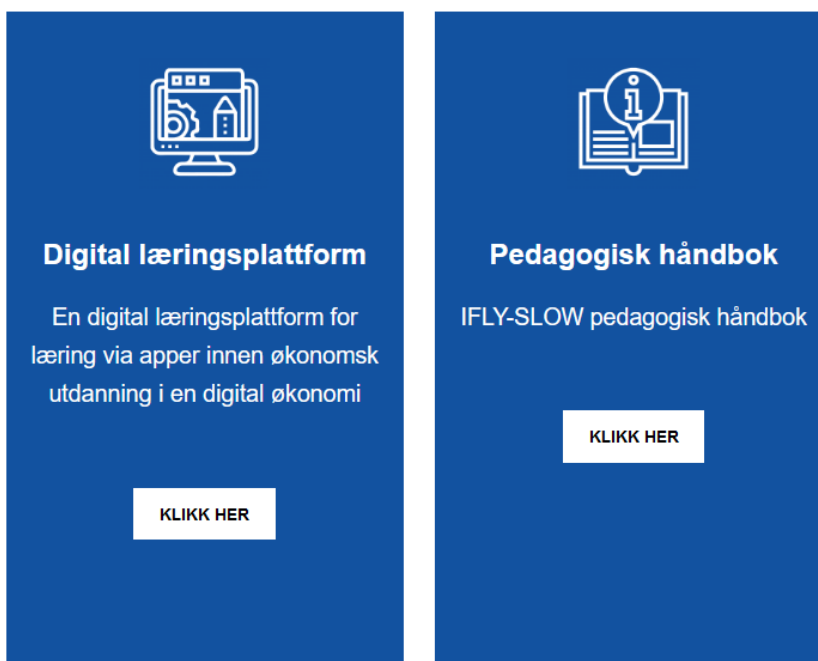 Digital læringsplattform
En digital læringsplattform for
læring via apper innen økonomsk
utdanning i en digital økonomi
KLIKK HER
i
Pedagogisk håndbok
IFLY-SLOW pedagogisk håndbok
KLIKK HER